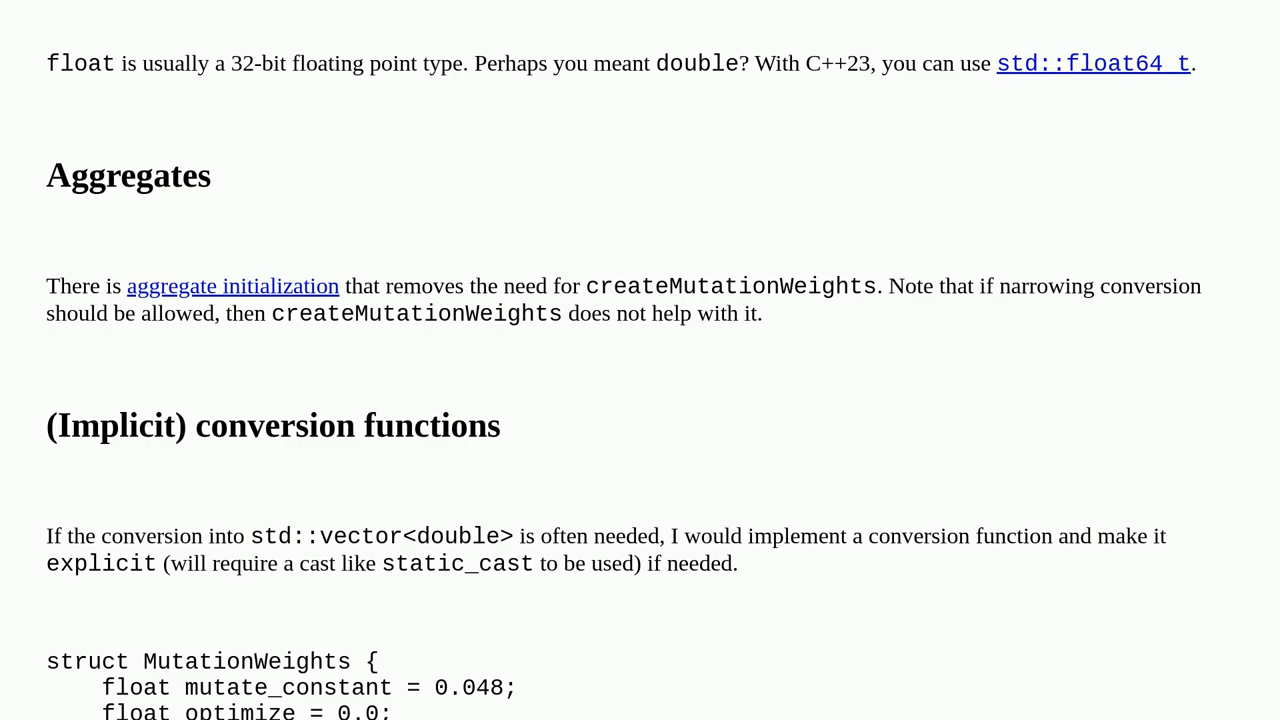 float is usually a 32-bit floating point type. Perhaps you meant double? With C++23, you can use std::float64_t.
Aggregates
There is aggregate initialization that removes the need for createMutationWeights. Note that if narrowing conversion
should be allowed, then createMutationWeights does not help with it.
(Implicit) conversion functions
If the conversion into std::vector<double> is often needed, I would implement a conversion function and make it
explicit (will require a cast like static_cast to be used) if needed.
struct MutationWeights {
    float mutate_constant = 0.048;
    float optimize = 0.0;